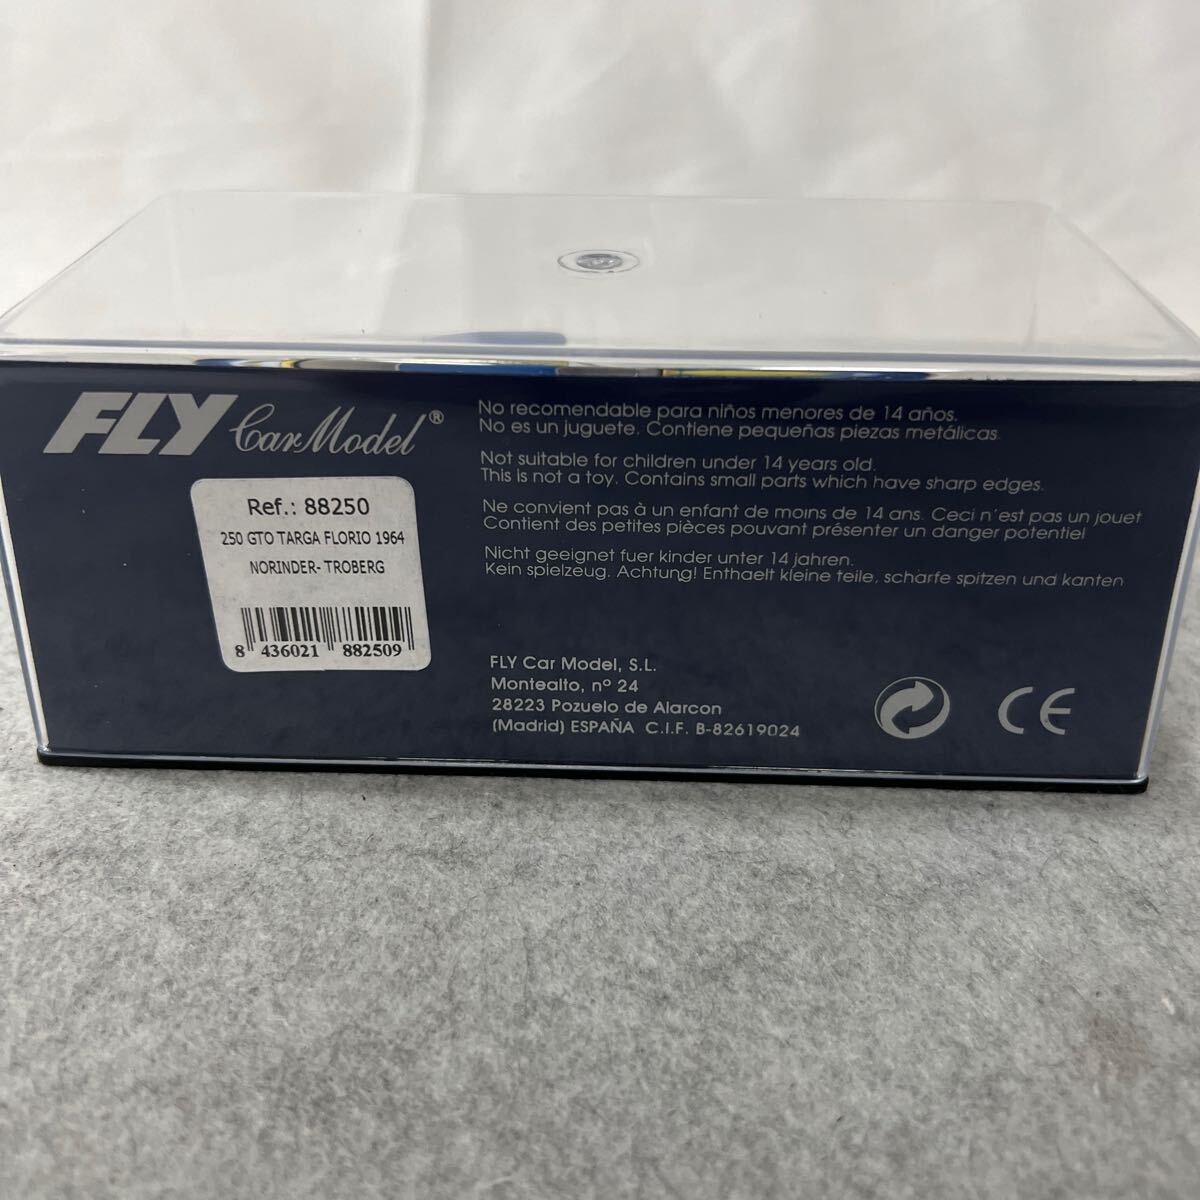 FLY Car Model®
Ref.: 88250
250 GTO TARGA FLORIO 1964
NORINDER- TROBERG
8 436021 882509
No recomendable para niños menores de 14 años.
No es un juguete. Contiene pequeñas piezas metálicas.
Not suitable for children under 14 years old.
This is not a toy. Contains small parts which have sharp edges.
Ne convient pas à un enfant de moins de 14 ans. Ceci n'est pas un jouet
Contient des petites pièces pouvant présenter un danger potentiel
Nicht geeignet fuer kinder unter 14 jahren.
Kein spielzeug. Achtung! Enthaelt kleine teile, scharfe spitzen und kanten
FLY Car Model, S.L.
Montealto, nº 24
28223 Pozuelo de Alarcon
(Madrid) ESPAÑA C.I.F. B-82619024
CE